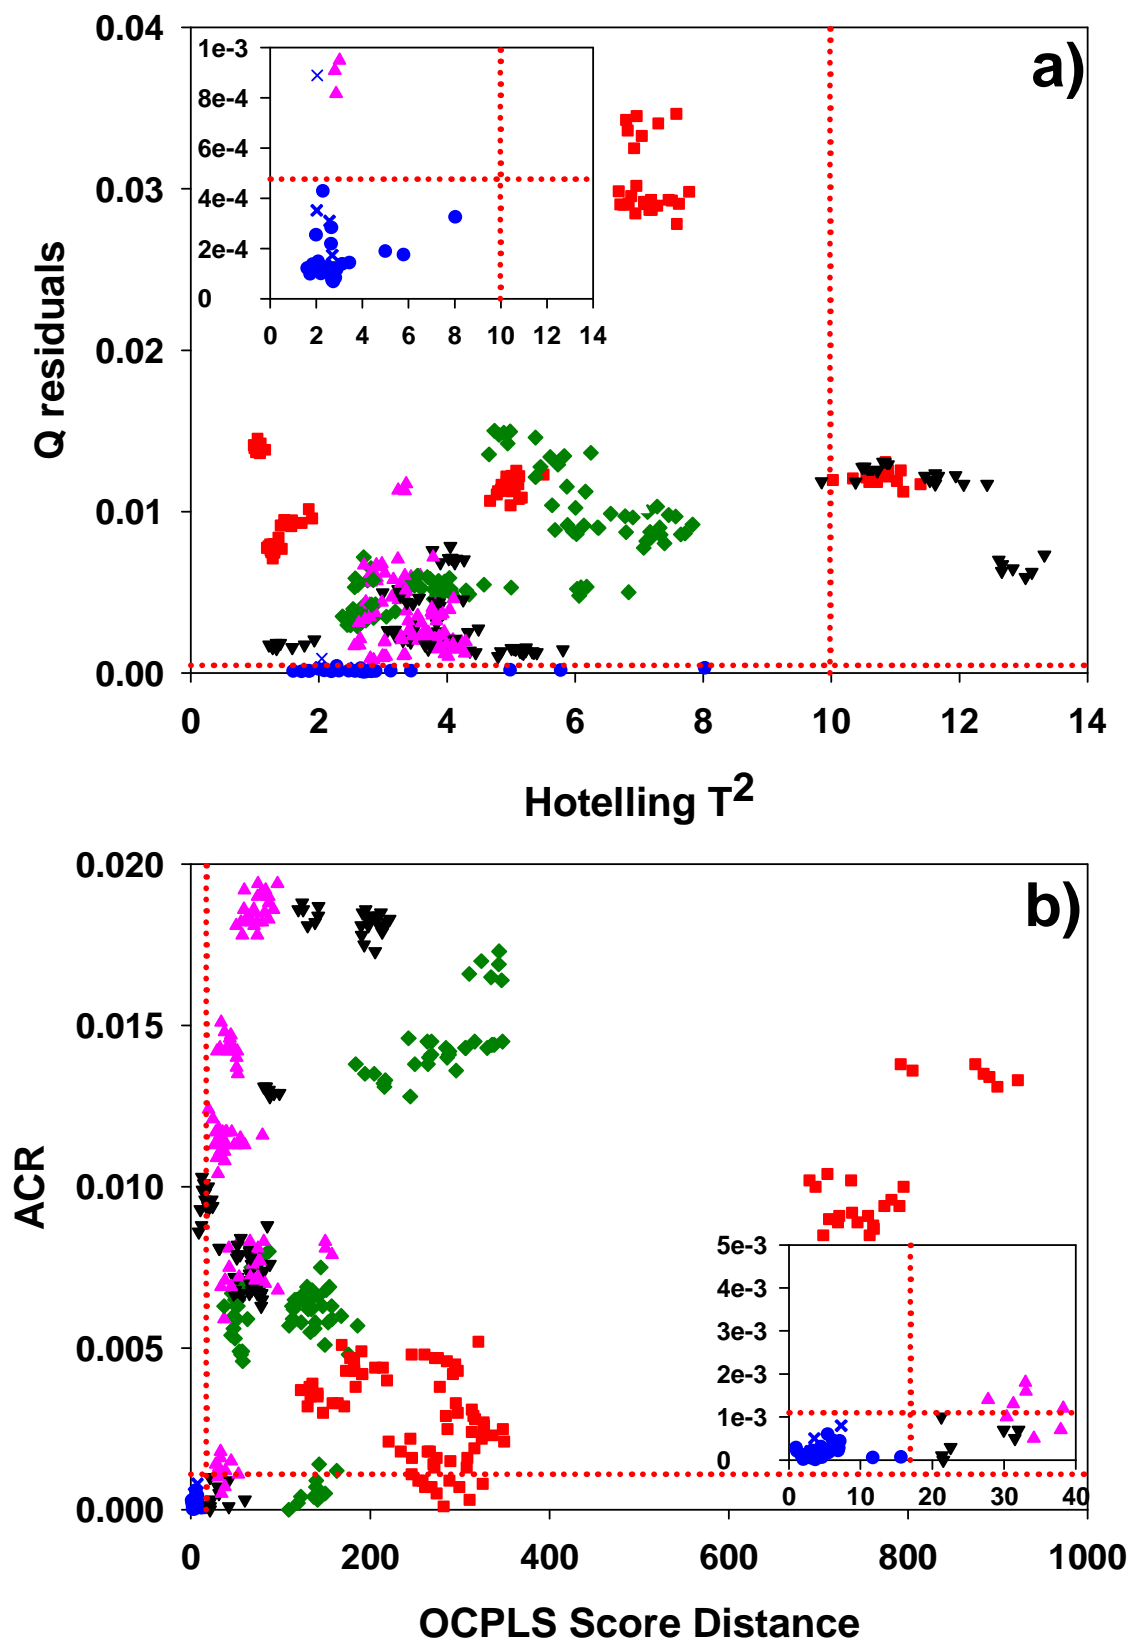 0.04
a)
1e-3
8e-4
6e-4
4e-4
2e-4
0
0 2 4 6 8 10 12 14
0.03
0.02
0.01
0.00
Q residuals
0 2 4 6 8 10 12 14
Hotelling T²
0.020
b)
0.015
0.010
0.005
0.000
ACR
5e-3
4e-3
3e-3
2e-3
1e-3
0
0 10 20 30 40
0 200 400 600 800 1000
OCPLS Score Distance